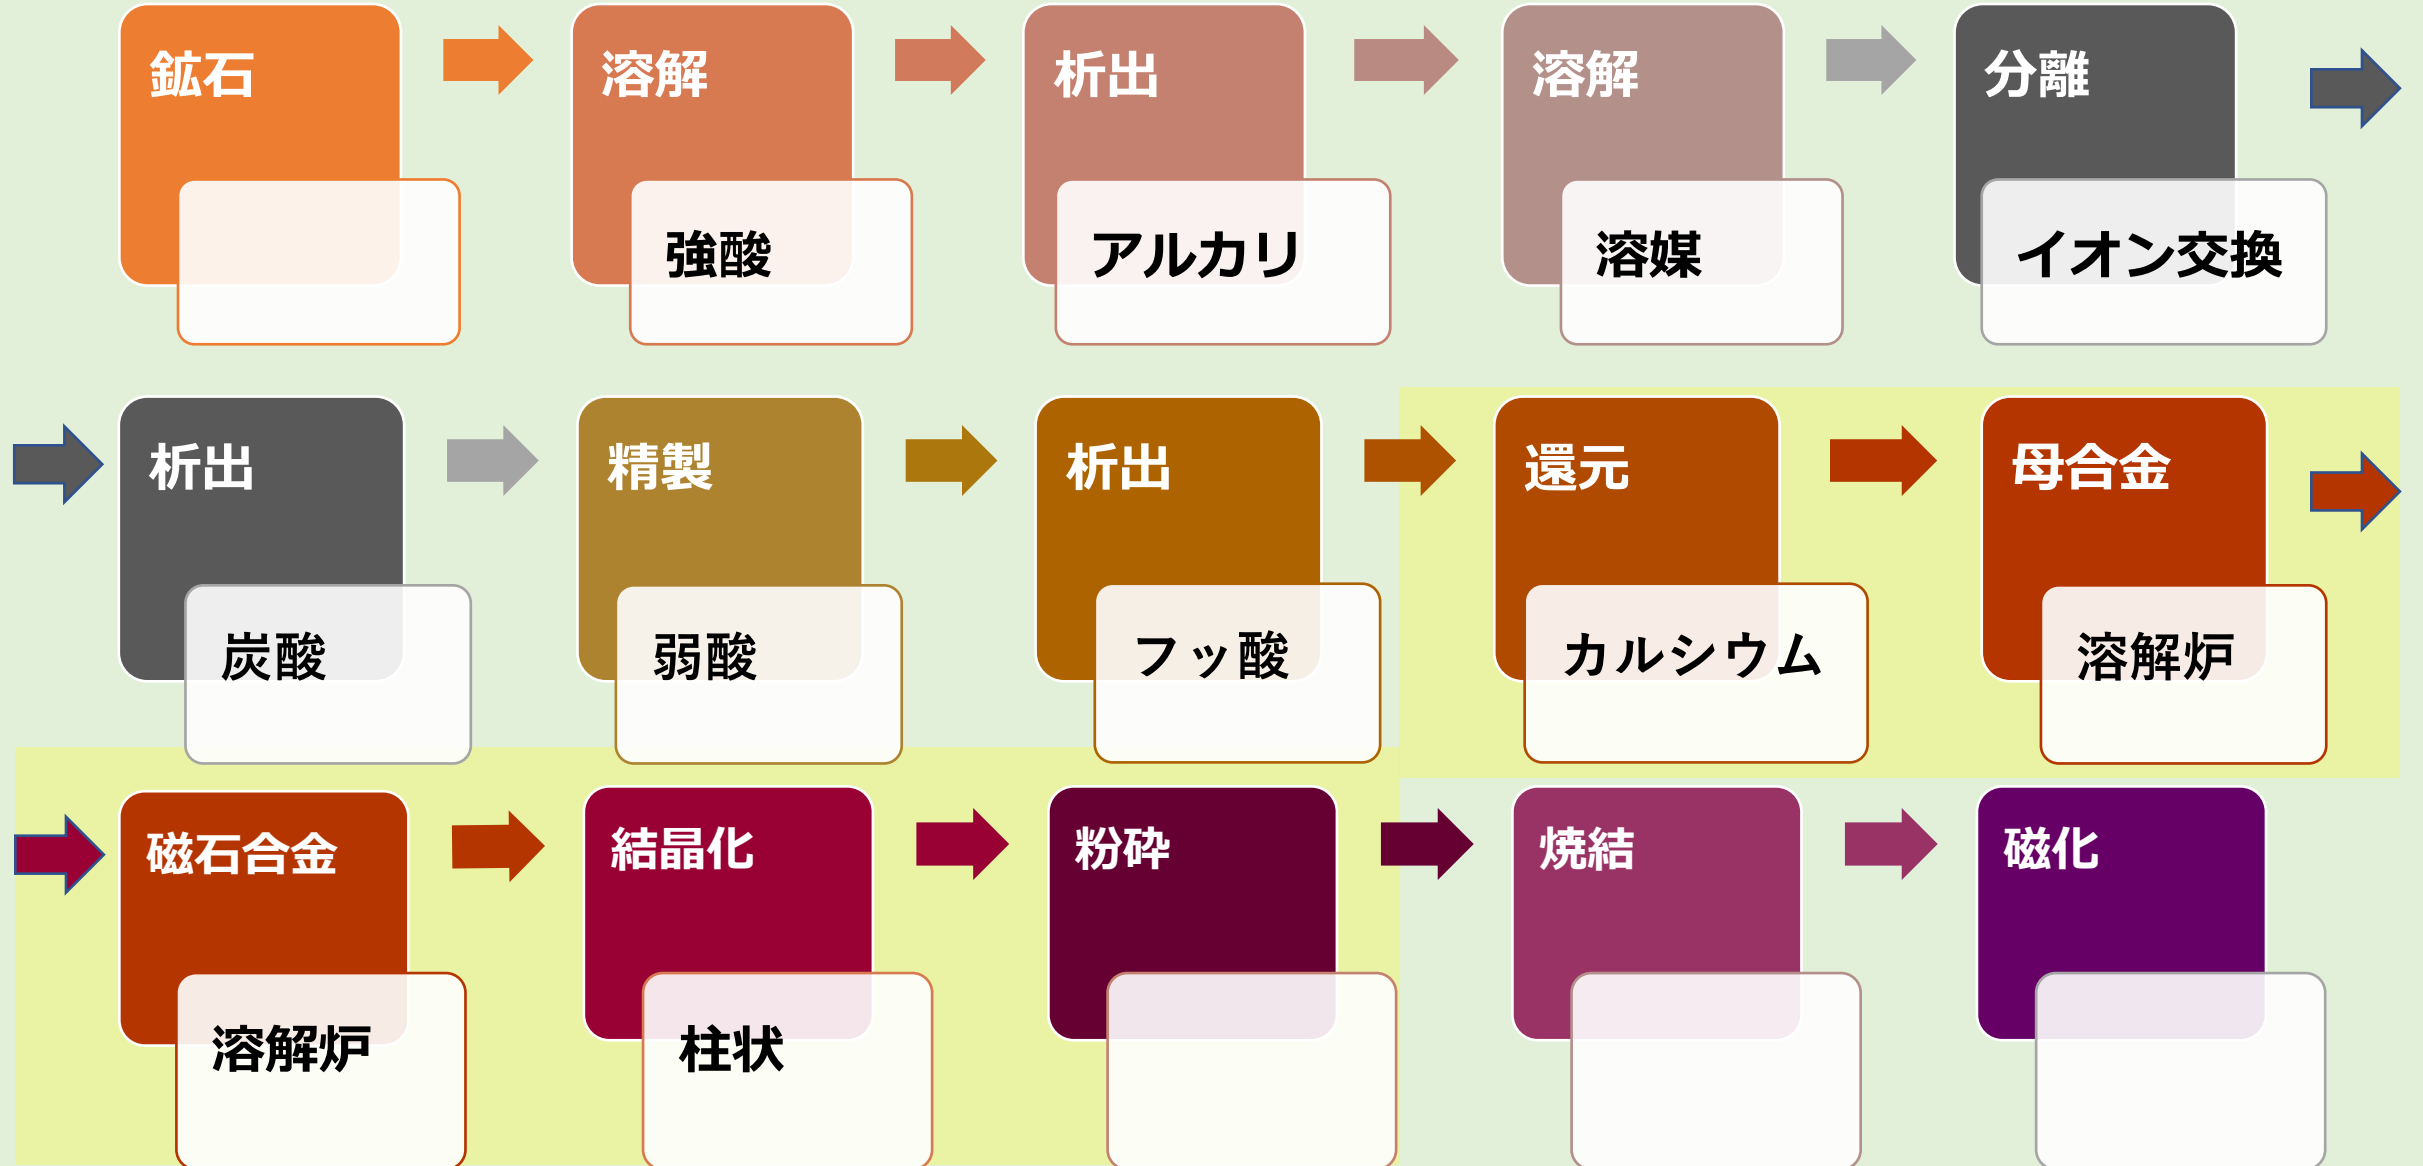 鉱石
溶解
強酸
析出
アルカリ
溶解
溶媒
分離
イオン交換
析出
炭酸
精製
弱酸
析出
フッ酸
還元
カルシウム
母合金
溶解炉
磁石合金
溶解炉
結晶化
柱状
粉砕
焼結
磁化